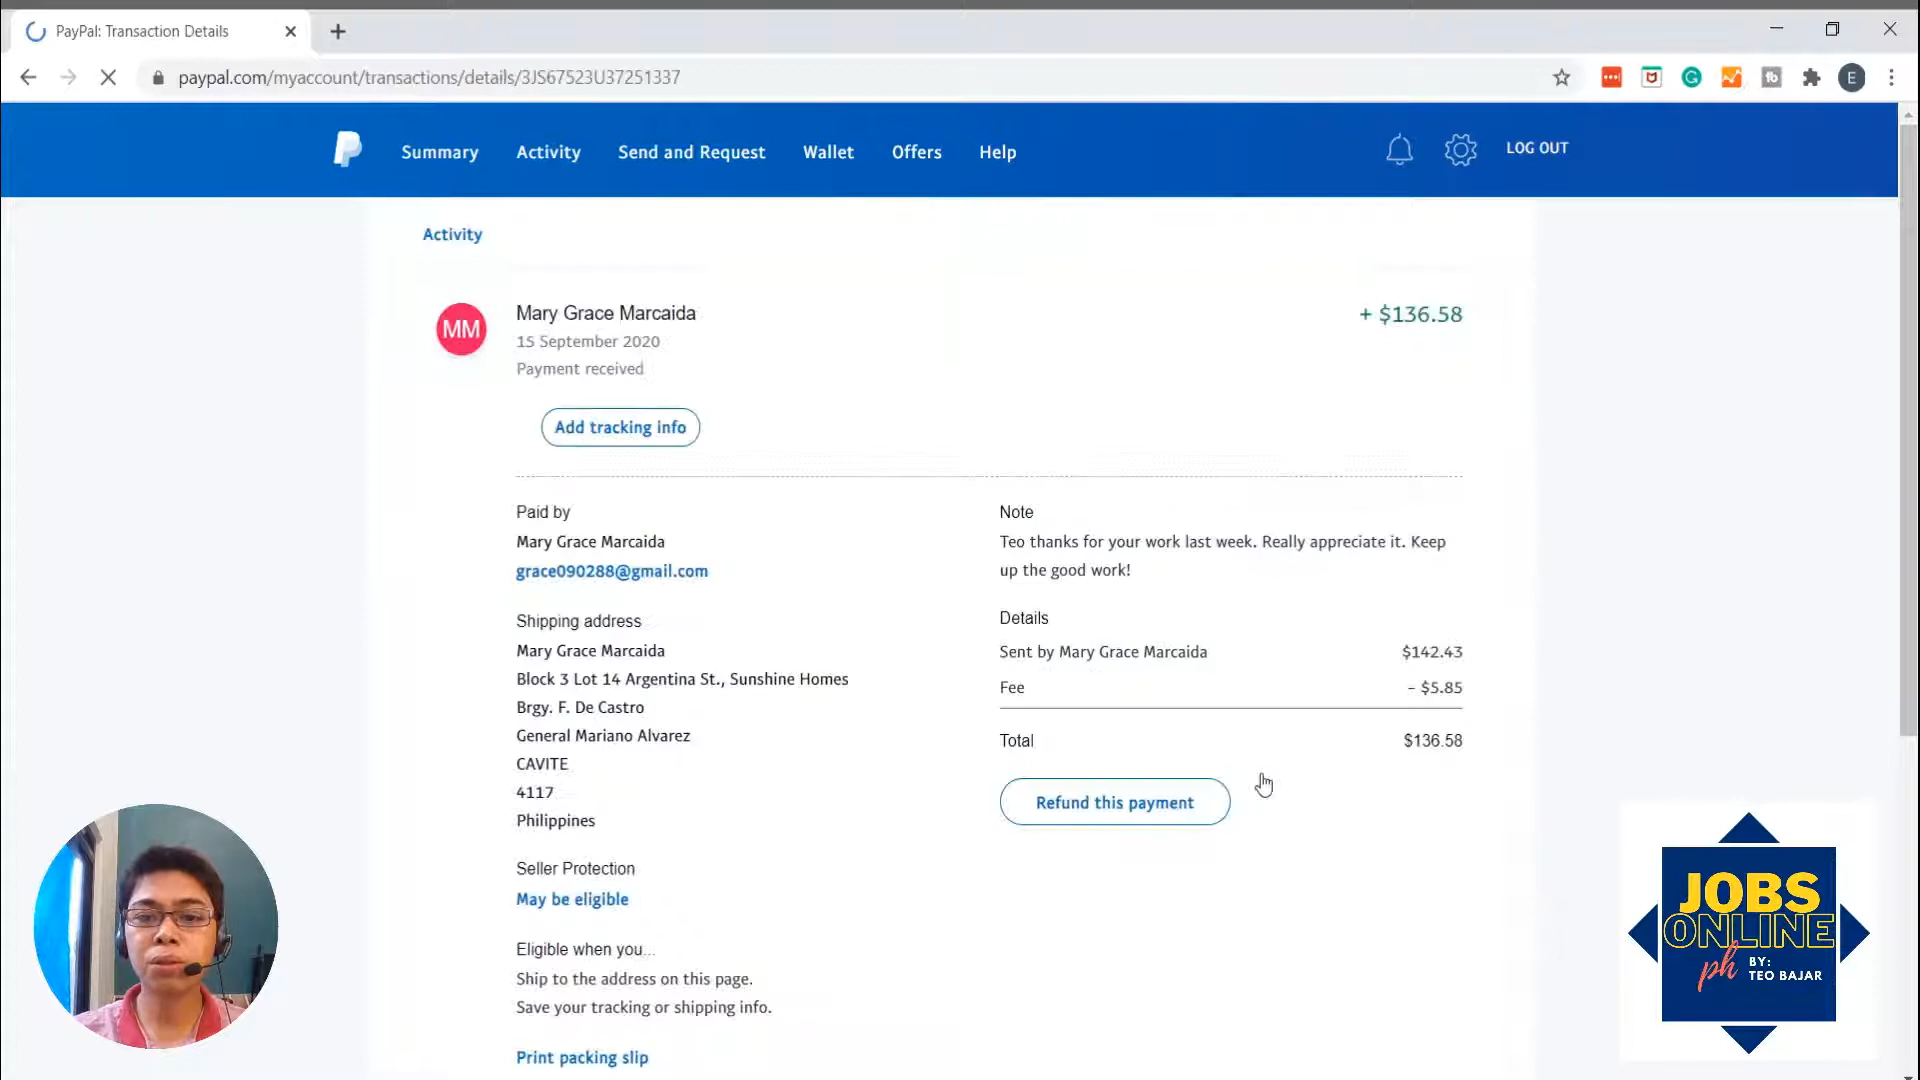 PayPal: Transaction Details
paypal.com/myaccount/transactions/details/3JS67523U37251337
E
Summary
Activity
Send and Request
Wallet
Offers
Help
LOG OUT
Activity
MM
Mary Grace Marcaida
+ $136.58
15 September 2020
Payment received
Add tracking info
Paid by
Mary Grace Marcaida
grace090288@gmail.com
Shipping address
Mary Grace Marcaida
Block 3 Lot 14 Argentina St., Sunshine Homes
Brgy. F. De Castro
General Mariano Alvarez
CAVITE
4117
Philippines
Seller Protection
May be eligible
Eligible when you...
Ship to the address on this page.
Save your tracking or shipping info.
Print packing slip
Note
Teo thanks for your work last week. Really appreciate it. Keep
up the good work!
Details
Sent by Mary Grace Marcaida $142.43
Fee - $5.85
Total $136.58
Refund this payment
JOBS
ONLINE
ph BY:
TEO BAJAR